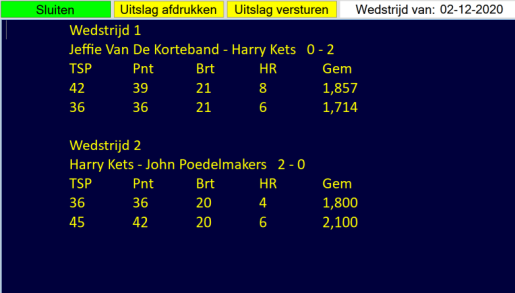 Sluiten Uitslag afdrukken Uitslag versturen Wedstrijd van: 02-12-2020
Wedstrijd 1
Jeffie Van De Korteband - Harry Kets 0 - 2
TSP Pnt Brt HR Gem
42 39 21 8 1,857
36 36 21 6 1,714
Wedstrijd 2
Harry Kets - John Poedelmakers 2 - 0
TSP Pnt Brt HR Gem
36 36 20 4 1,800
45 42 20 6 2,100